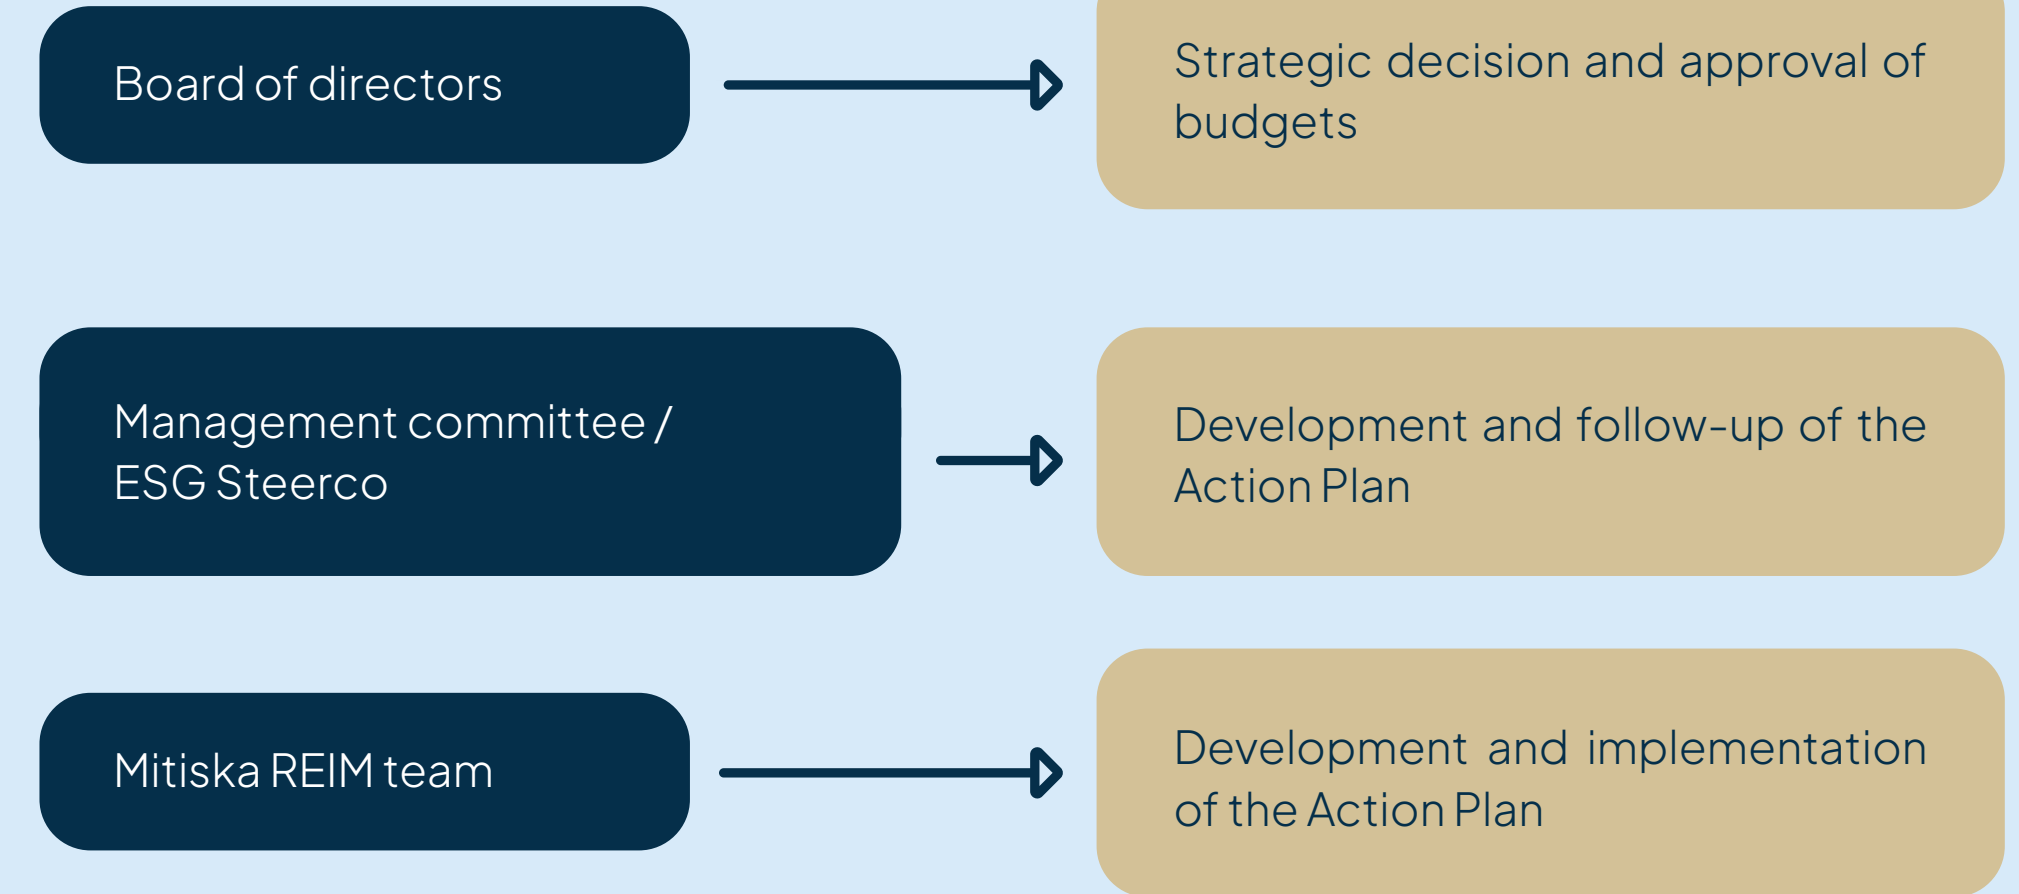 Board of directors
Strategic decision and approval of
budgets
Management committee /
ESG Steerco
Development and follow-up of the
Action Plan
Mitiska REIM team
Development and implementation
of the Action Plan